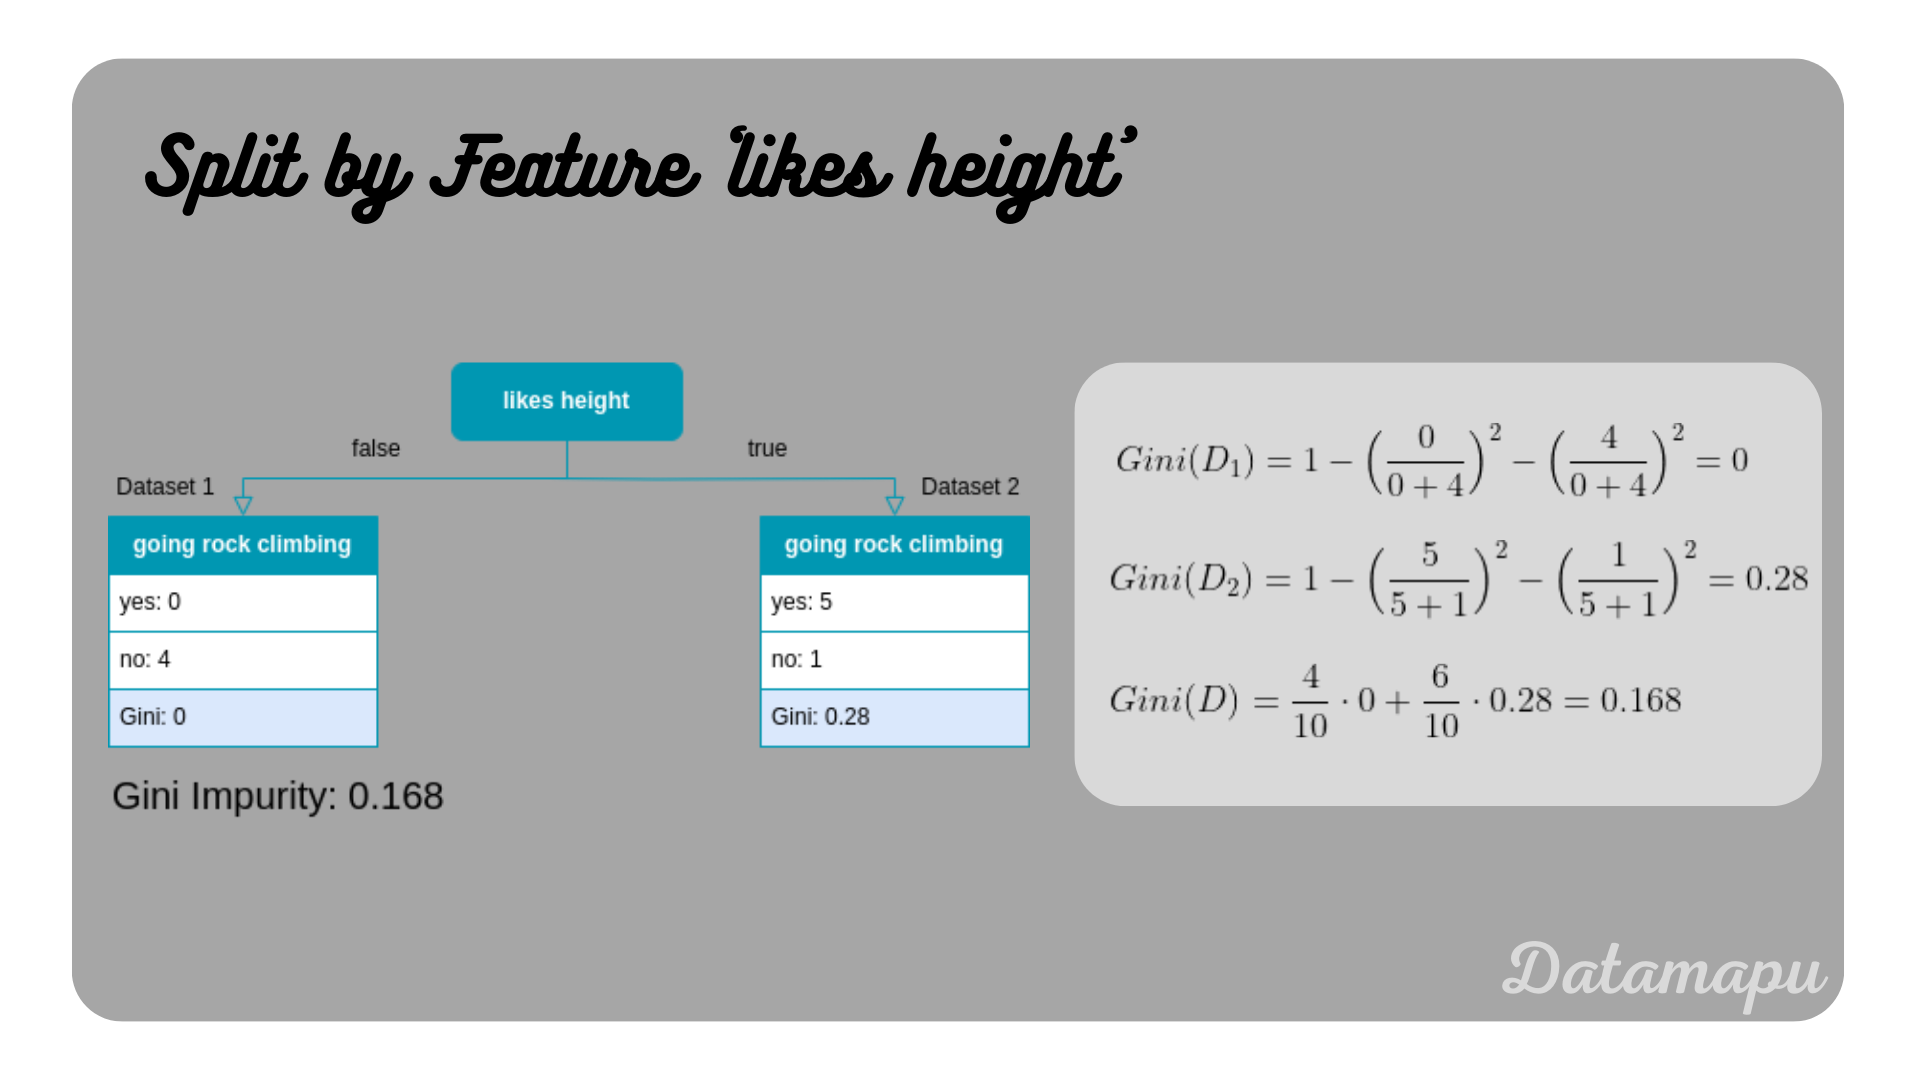 Split by Feature 'likes height'
likes height
false
true
Dataset 1
Dataset 2
going rock climbing
yes: 0
no: 4
Gini: 0
going rock climbing
yes: 5
no: 1
Gini: 0.28
Gini Impurity: 0.168
$Gini(D_1) = 1 - \left(\frac{0}{0+4}\right)^2 - \left(\frac{4}{0+4}\right)^2 = 0$
$Gini(D_2) = 1 - \left(\frac{5}{5+1}\right)^2 - \left(\frac{1}{5+1}\right)^2 = 0.28$
$Gini(D) = \frac{4}{10} \cdot 0 + \frac{6}{10} \cdot 0.28 = 0.168$
Datamapu